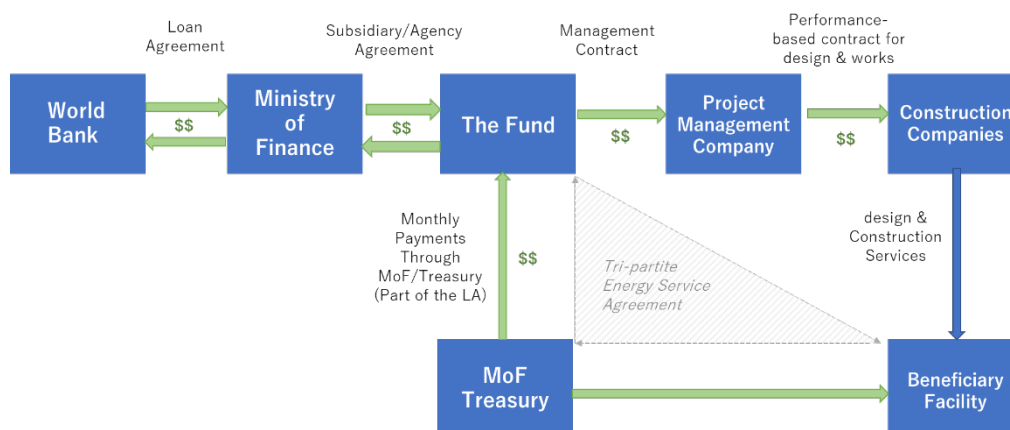 Loan
Agreement
Subsidiary/Agency
Agreement
Management
Contract
Performance-
based contract for
design & works
World
Bank
$$
Ministry
of
Finance
$$
The Fund
$$
Project
Management
Company
$$
Construction
Companies
Monthly
Payments
Through
MoF/Treasury
(Part of the LA)
$$
Tri-partite
Energy Service
Agreement
design &
Construction
Services
MoF
Treasury
Beneficiary
Facility